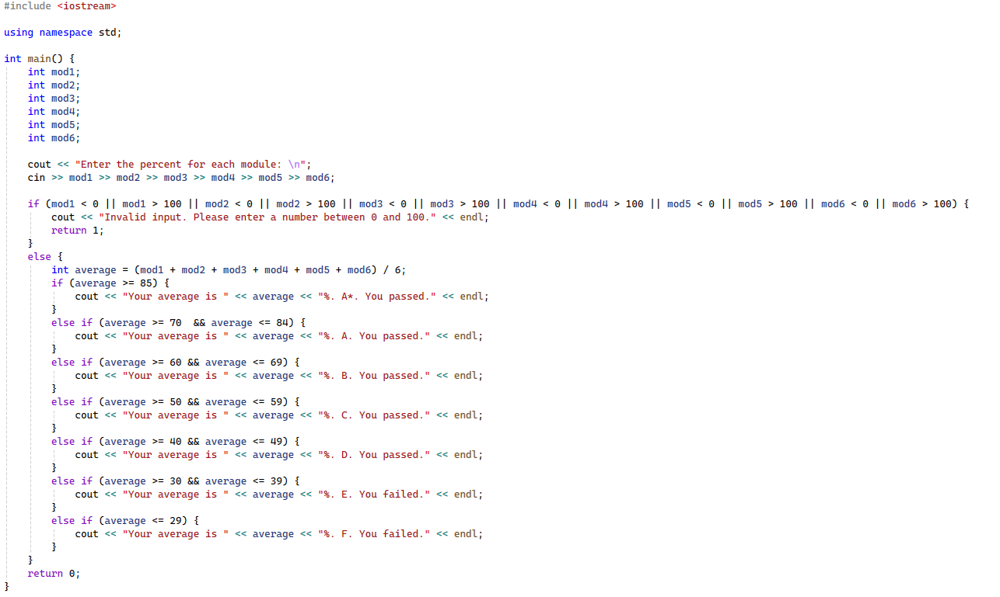 #include <iostream>
using namespace std;
int main() {
int mod1;
int mod2;
int mod3;
int mod4;
int mod5;
int mod6;
cout << "Enter the percent for each module: \n";
cin >> mod1 >> mod2 >> mod3 >> mod4 >> mod5 >> mod6;
if (mod1 < 0 || mod1 > 100 || mod2 < 0 || mod2 > 100 || mod3 < 0 || mod3 > 100 || mod4 < 0 || mod4 > 100 || mod5 < 0 || mod5 > 100 || mod6 < 0 || mod6 > 100) {
cout << "Invalid input. Please enter a number between 0 and 100." << endl;
return 1;
}
else {
int average = (mod1 + mod2 + mod3 + mod4 + mod5 + mod6) / 6;
if (average >= 85) {
cout << "Your average is " << average << "%. A*. You passed." << endl;
}
else if (average >= 70  && average <= 84) {
cout << "Your average is " << average << "%. A. You passed." << endl;
}
else if (average >= 60 && average <= 69) {
cout << "Your average is " << average << "%. B. You passed." << endl;
}
else if (average >= 50 && average <= 59) {
cout << "Your average is " << average << "%. C. You passed." << endl;
}
else if (average >= 40 && average <= 49) {
cout << "Your average is " << average << "%. D. You passed." << endl;
}
else if (average >= 30 && average <= 39) {
cout << "Your average is " << average << "%. E. You failed." << endl;
}
else if (average <= 29) {
cout << "Your average is " << average << "%. F. You failed." << endl;
}
}
return 0;
}